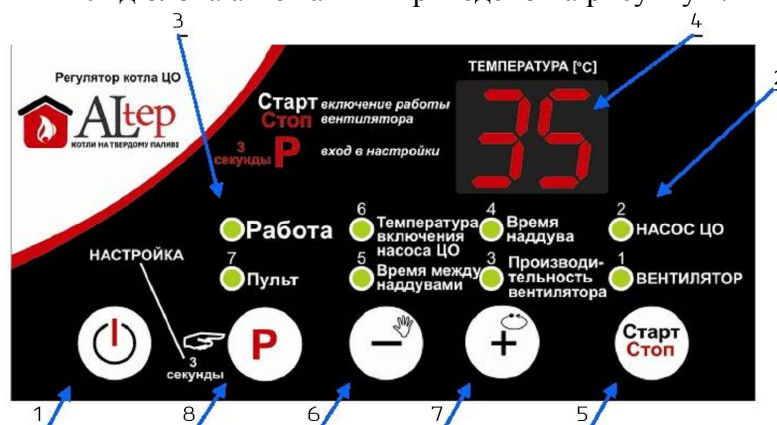 3
4
2
Регулятор котла ЦО
ALtep
КОТЛИ НА ТВЕРДОМУ ПАЛИВІ
Старт включение работы
Стоп вентилятора
3 секунды P вход в настройки
ТЕМПЕРАТУРА [°C]
35
Работа
6 Температура включения насоса ЦО
4 Время наддува
2 НАСОС ЦО
НАСТРОЙКА
7 Пульт
5 Время между наддувами
3 Производи-тельность вентилятора
1 ВЕНТИЛЯТОР
3 секунды
P
−
+
Старт
Стоп
1
8
6
7
5